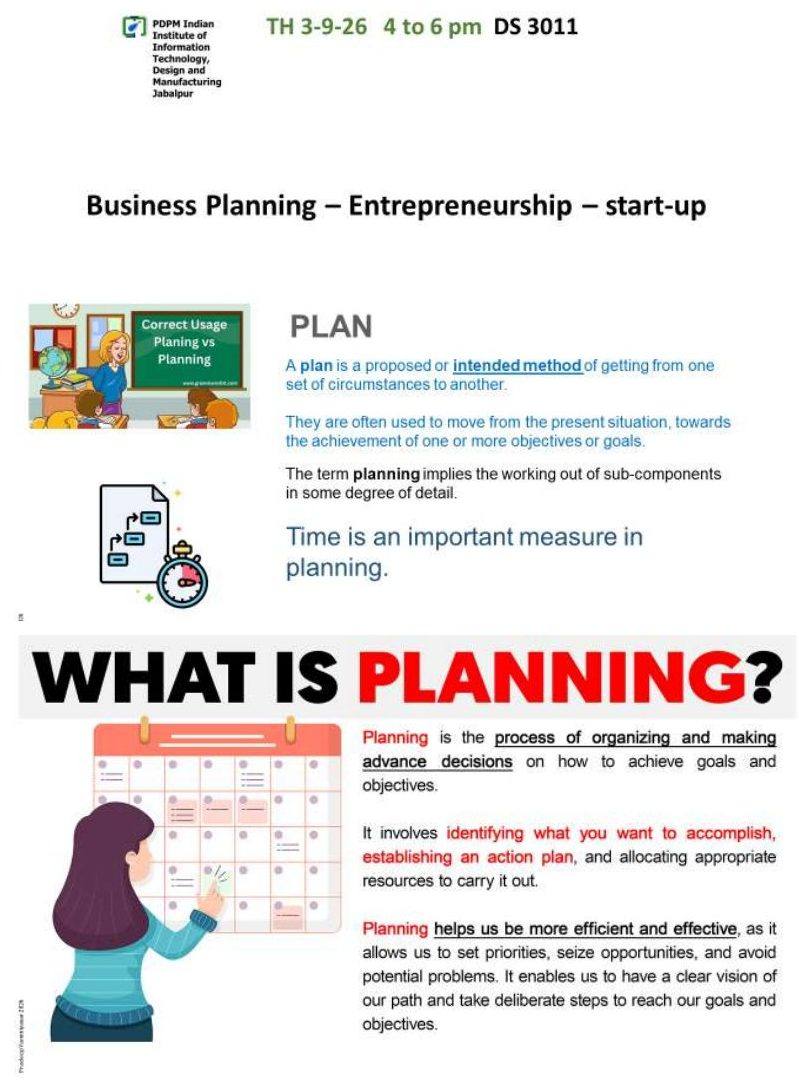 PDPM Indian
Institute of
Information
Technology,
Design and
Manufacturing
Jabalpur
TH 3-9-26 4 to 6 pm DS 3011
Business Planning – Entrepreneurship – start-up
Correct Usage
Planing vs
Planning
PLAN
A plan is a proposed or intended method of getting from one
set of circumstances to another.
They are often used to move from the present situation, towards
the achievement of one or more objectives or goals.
The term planning implies the working out of sub-components
in some degree of detail.
Time is an important measure in
planning.
WHAT IS PLANNING?
Planning is the process of organizing and making
advance decisions on how to achieve goals and
objectives.
It involves identifying what you want to accomplish,
establishing an action plan, and allocating appropriate
resources to carry it out.
Planning helps us be more efficient and effective, as it
allows us to set priorities, seize opportunities, and avoid
potential problems. It enables us to have a clear vision of
our path and take deliberate steps to reach our goals and
objectives.